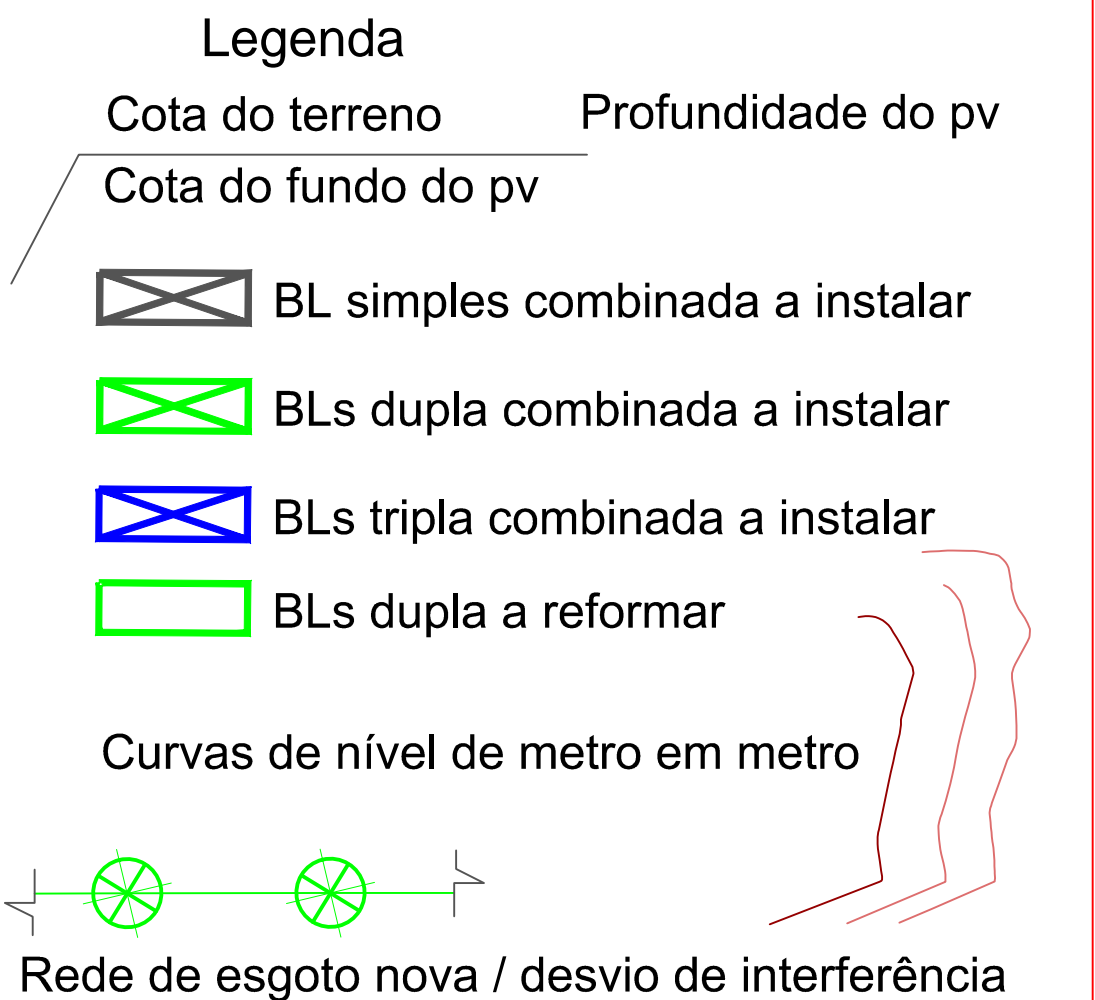 Legenda
Cota do terreno
Profundidade do pv
Cota do fundo do pv
BL simples combinada a instalar
BLs dupla combinada a instalar
BLs tripla combinada a instalar
BLs dupla a reformar
Curvas de nível de metro em metro
Rede de esgoto nova / desvio de interferência